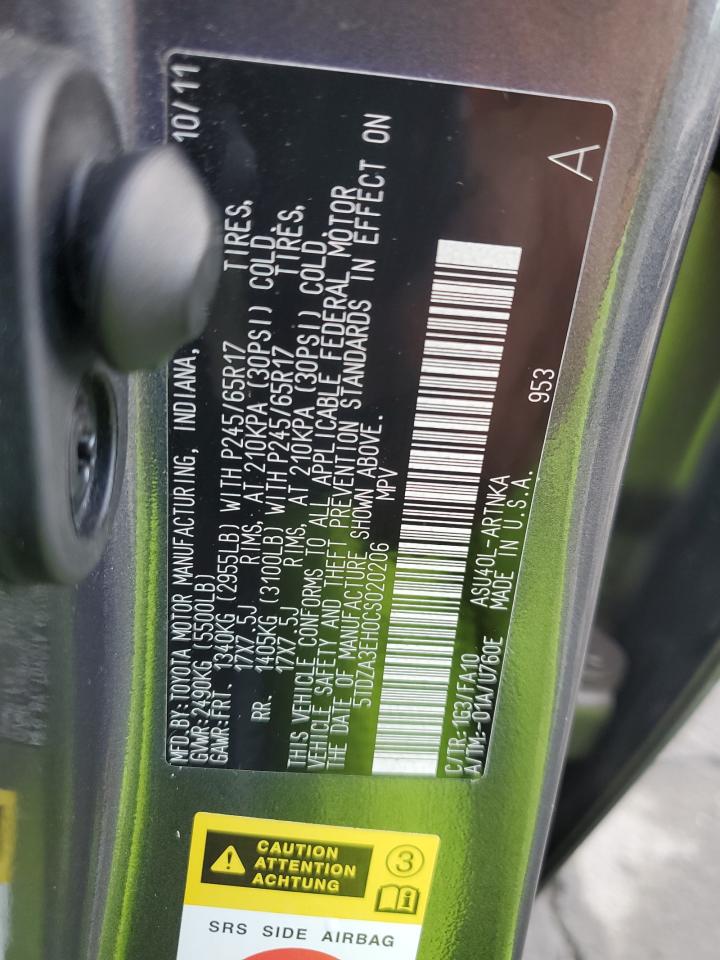 MFD.BY:TOYOTA MOTOR MANUFACTURING, INDIANA, 10/11
GVWR:2490KG (5500LB)
GAWR:FRT. 1340KG (2955LB) WITH P245/65R17 TIRES,
17X7.5J RIMS, AT 210KPA (30PSI) COLD.
RR. 1405KG (3100LB) WITH P245/65R17 TIRES,
17X7.5J RIMS, AT 210KPA (30PSI) COLD.
THIS VEHICLE CONFORMS TO ALL APPLICABLE FEDERAL MOTOR
VEHICLE SAFETY AND THEFT PREVENTION STANDARDS IN EFFECT ON
THE DATE OF MANUFACTURE SHOWN ABOVE.
5TDZA3EH0CS020206 MPV
C/TR:1G3/FA10 ASU40L-ARTNKA 953
A/TM:-01A/U760E MADE IN U.S.A.
A
CAUTION
ATTENTION
ACHTUNG
3
SRS SIDE AIRBAG